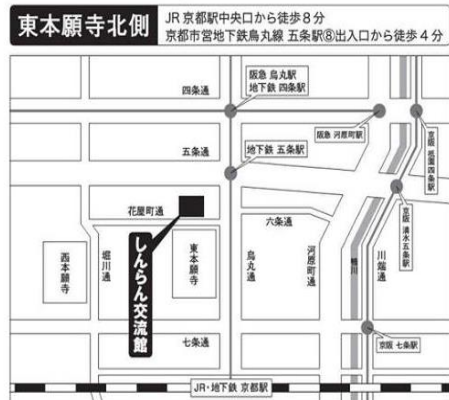 東本願寺北側
JR 京都駅中央口から徒歩8分
京都市営地下鉄烏丸線 五条駅⑧出入口から徒歩4分
四条通
阪急 烏丸駅
地下鉄 四条駅
阪急 河原町駅
京阪 祇園四条駅
五条通
地下鉄 五条駅
京阪 清水五条駅
花屋町通
六条通
西本願寺
堀川通
しんらん交流館
東本願寺
烏丸通
河原町通
鴨川
川端通
七条通
京阪 七条駅
JR・地下鉄 京都駅